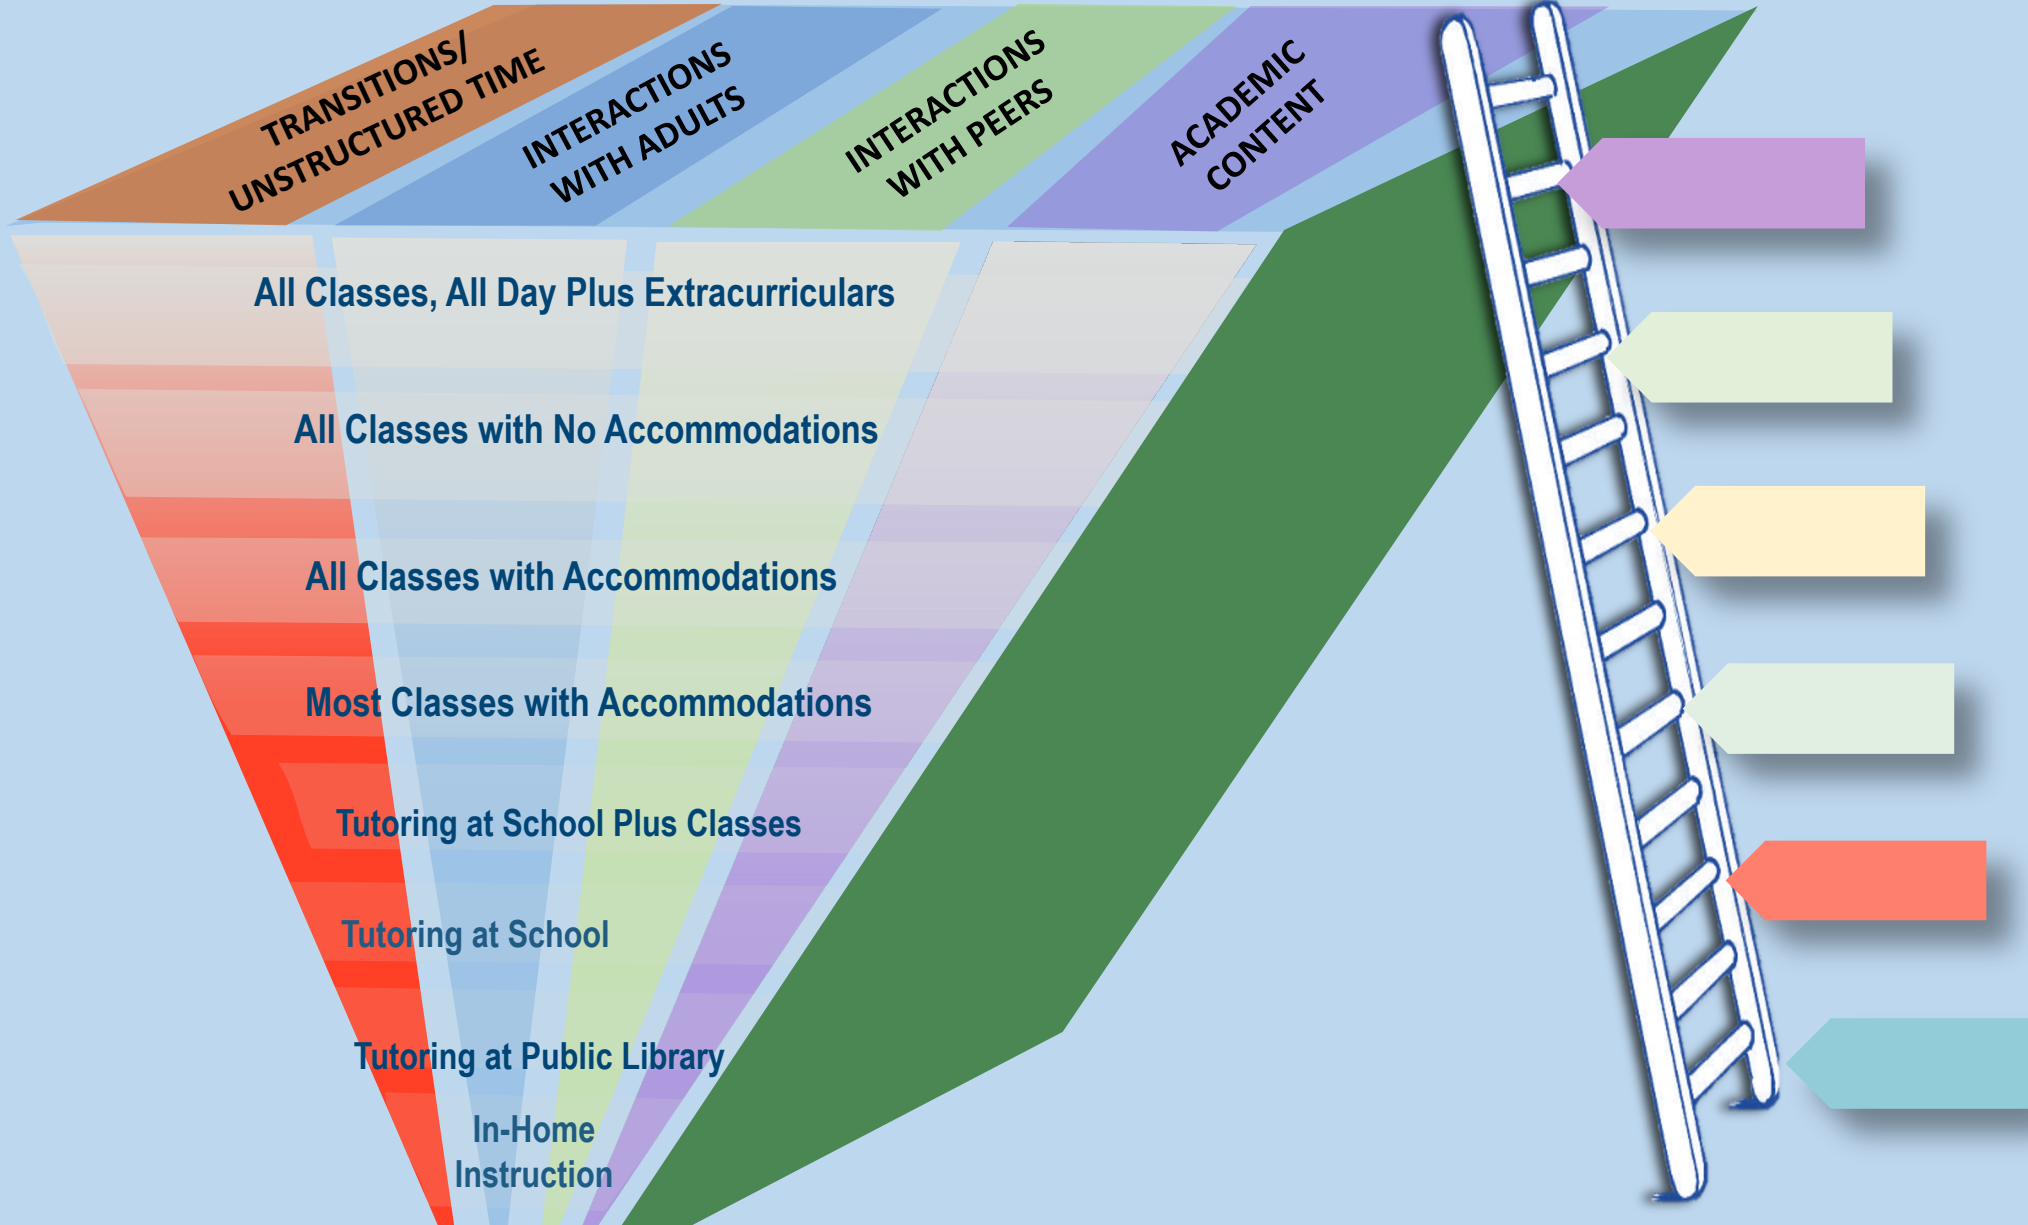 TRANSITIONS/
UNSTRUCTURED TIME
INTERACTIONS
WITH ADULTS
INTERACTIONS
WITH PEERS
ACADEMIC
CONTENT
All Classes, All Day Plus Extracurriculars
All Classes with No Accommodations
All Classes with Accommodations
Most Classes with Accommodations
Tutoring at School Plus Classes
Tutoring at School
Tutoring at Public Library
In-Home
Instruction